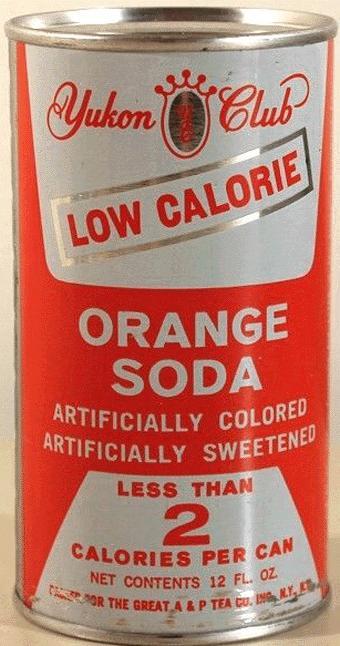 Yukon Club
LOW CALORIE
ORANGE
SODA
ARTIFICIALLY COLORED
ARTIFICIALLY SWEETENED
LESS THAN
2
CALORIES PER CAN
NET CONTENTS 12 FL. OZ.
FOR THE GREAT A & P TEA CO. INC. N.Y., N.Y.